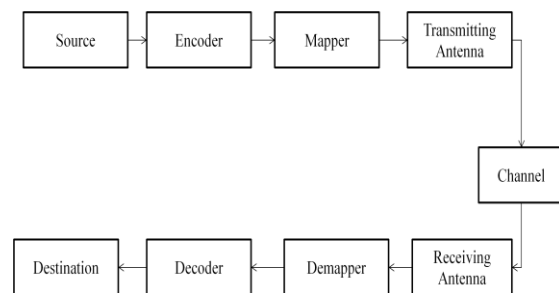 Source
Encoder
Mapper
Transmitting
Antenna
Channel
Receiving
Antenna
Demapper
Decoder
Destination